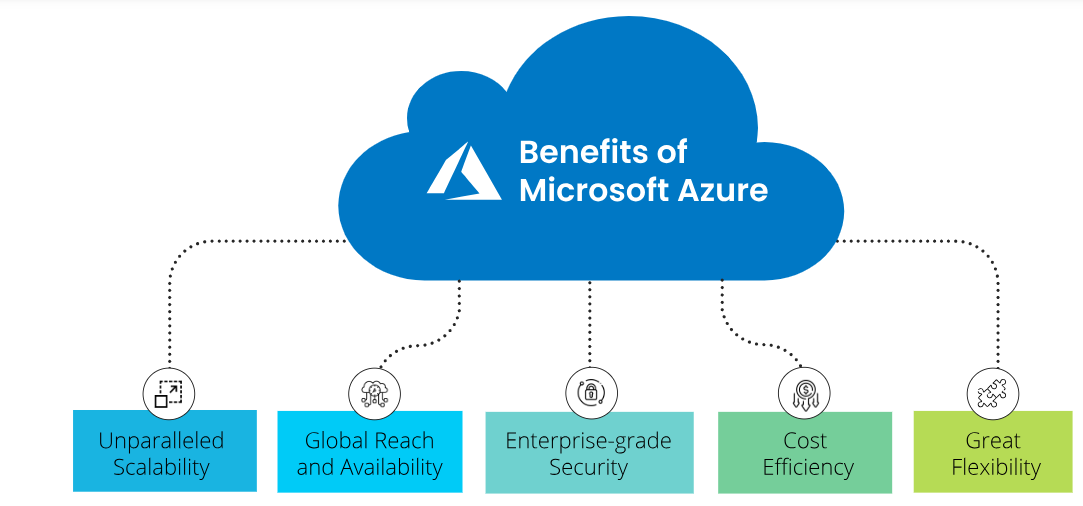 Benefits of
Microsoft Azure
Unparalleled
Scalability
Global Reach
and Availability
Enterprise-grade
Security
Cost
Efficiency
Great
Flexibility